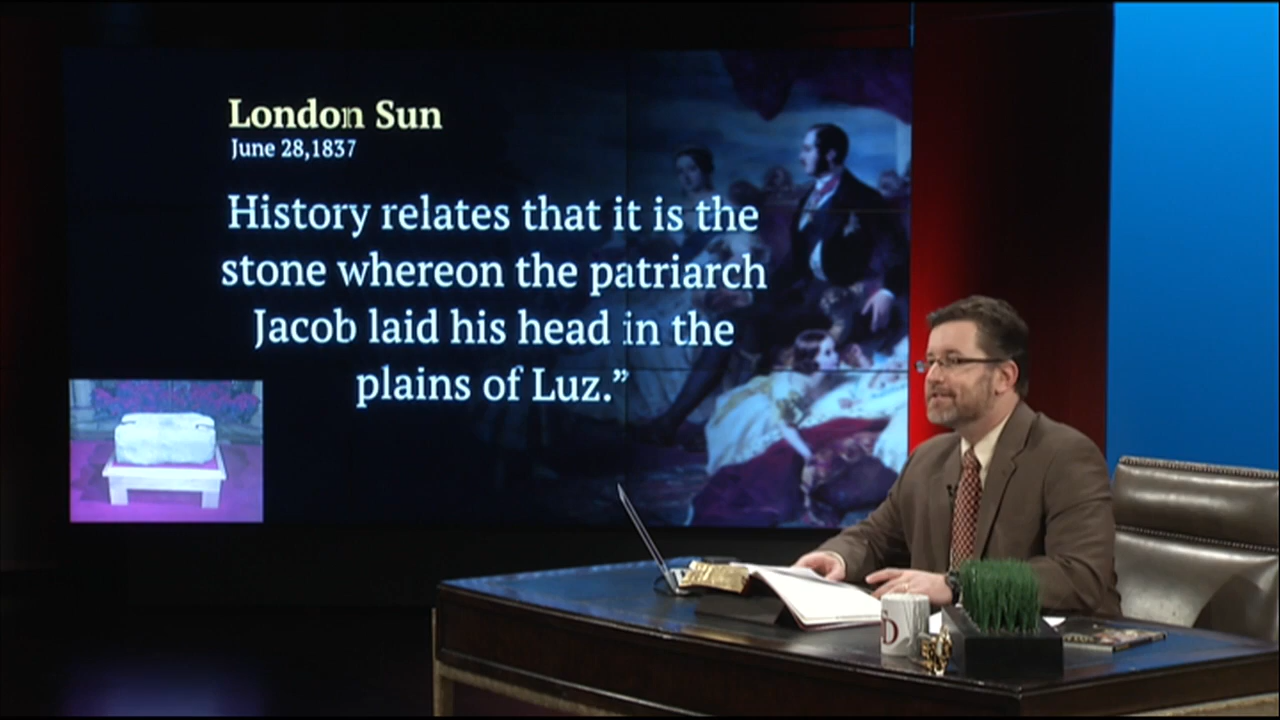 London Sun
June 28,1837
History relates that it is the
stone whereon the patriarch
Jacob laid his head in the
plains of Luz.”
D